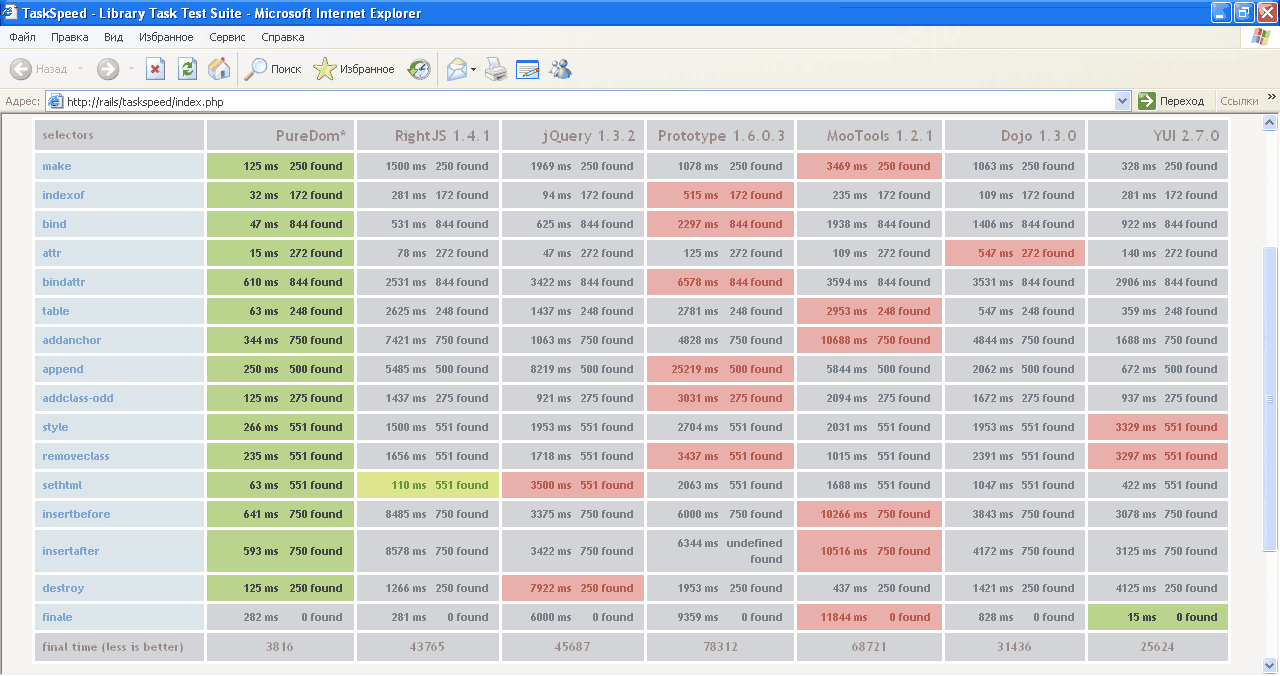 TaskSpeed - Library Task Test Suite - Microsoft Internet Explorer
Файл Правка Вид Избранное Сервис Справка
Назад Поиск Избранное
Адрес: http://rails/taskspeed/index.php Переход Ссылки »
selectors PureDom* RightJS 1.4.1 jQuery 1.3.2 Prototype 1.6.0.3 MooTools 1.2.1 Dojo 1.3.0 YUI 2.7.0
make 125 ms 250 found 1500 ms 250 found 1969 ms 250 found 1078 ms 250 found 3469 ms 250 found 1063 ms 250 found 328 ms 250 found
indexof 32 ms 172 found 281 ms 172 found 94 ms 172 found 515 ms 172 found 235 ms 172 found 109 ms 172 found 281 ms 172 found
bind 47 ms 844 found 531 ms 844 found 625 ms 844 found 2297 ms 844 found 1938 ms 844 found 1406 ms 844 found 922 ms 844 found
attr 15 ms 272 found 78 ms 272 found 47 ms 272 found 125 ms 272 found 109 ms 272 found 547 ms 272 found 140 ms 272 found
bindattr 610 ms 844 found 2531 ms 844 found 3422 ms 844 found 6578 ms 844 found 3594 ms 844 found 3531 ms 844 found 2906 ms 844 found
table 63 ms 248 found 2625 ms 248 found 1437 ms 248 found 2781 ms 248 found 2953 ms 248 found 547 ms 248 found 359 ms 248 found
addanchor 344 ms 750 found 7421 ms 750 found 1063 ms 750 found 4828 ms 750 found 10688 ms 750 found 4844 ms 750 found 1688 ms 750 found
append 250 ms 500 found 5485 ms 500 found 8219 ms 500 found 25219 ms 500 found 5844 ms 500 found 2062 ms 500 found 672 ms 500 found
addclass-odd 125 ms 275 found 1437 ms 275 found 921 ms 275 found 3031 ms 275 found 2094 ms 275 found 1672 ms 275 found 937 ms 275 found
style 266 ms 551 found 1500 ms 551 found 1953 ms 551 found 2704 ms 551 found 2031 ms 551 found 1953 ms 551 found 3329 ms 551 found
removeclass 235 ms 551 found 1656 ms 551 found 1718 ms 551 found 3437 ms 551 found 1015 ms 551 found 2391 ms 551 found 3297 ms 551 found
sethtml 63 ms 551 found 110 ms 551 found 3500 ms 551 found 2063 ms 551 found 1688 ms 551 found 1047 ms 551 found 422 ms 551 found
insertbefore 641 ms 750 found 8485 ms 750 found 3375 ms 750 found 6000 ms 750 found 10266 ms 750 found 3843 ms 750 found 3078 ms 750 found
insertafter 593 ms 750 found 8578 ms 750 found 3422 ms 750 found 6344 ms undefined found 10516 ms 750 found 4172 ms 750 found 3125 ms 750 found
destroy 125 ms 250 found 1266 ms 250 found 7922 ms 250 found 1953 ms 250 found 437 ms 250 found 1421 ms 250 found 4125 ms 250 found
finale 282 ms 0 found 281 ms 0 found 6000 ms 0 found 9359 ms 0 found 11844 ms 0 found 828 ms 0 found 15 ms 0 found
final time (less is better) 3816 43765 45687 78312 68721 31436 25624